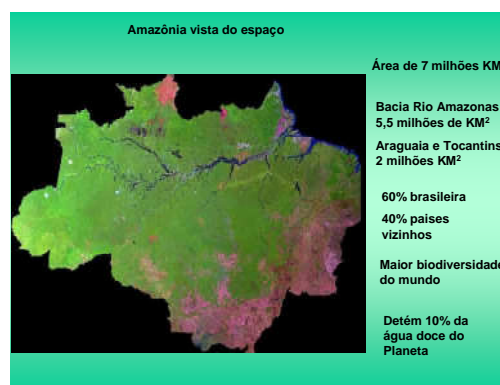 Amazônia vista do espaço
Área de 7 milhões KM
Bacia Rio Amazonas
5,5 milhões de KM²
Araguaia e Tocantins
2 milhões KM²
60% brasileira
40% paises
vizinhos
Maior biodiversidade
do mundo
Detém 10% da
água doce do
Planeta